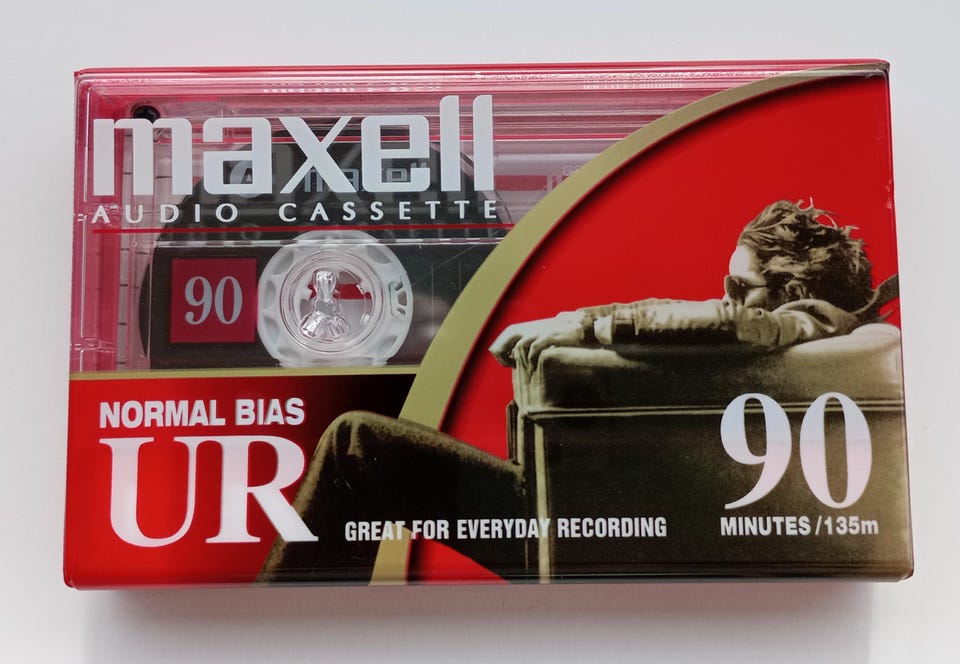 maxell
AUDIO CASSETTE
90
NORMAL BIAS
UR
GREAT FOR EVERYDAY RECORDING
90
MINUTES/135m